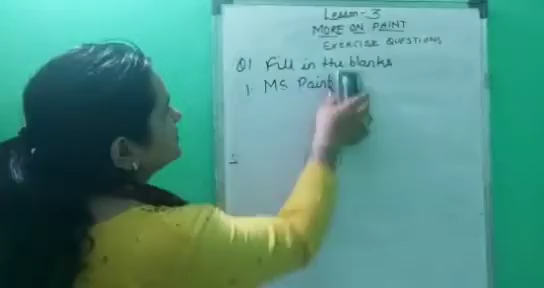 Lesson-3
MORE ON PAINT
EXERCISE QUESTIONS
Q1 Fill in the blanks
1. MS Paint